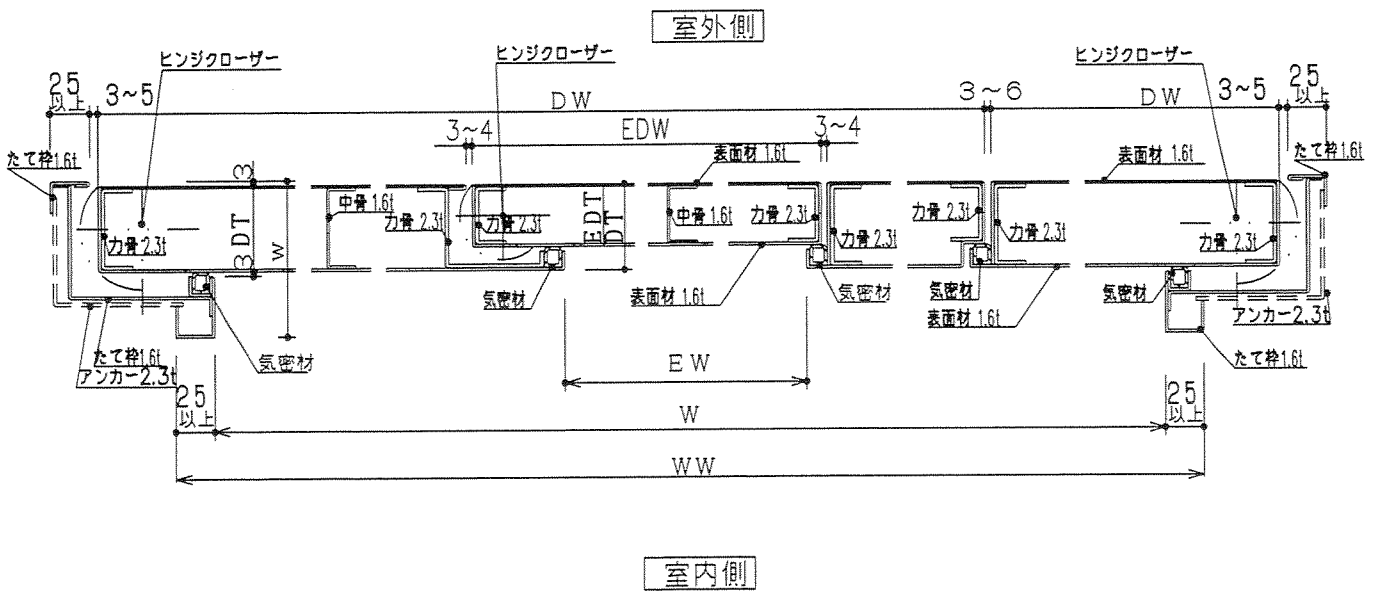 室外側
ヒンジクローザー
ヒンジクローザー
ヒンジクローザー
25
以上
3~5
DW
3~6
DW
3~5
25
以上
3~4
EDW
3~4
たて枠1.6t
表面材 1.6t
表面材 1.6t
たて枠1.6t
3
3DT
w
力骨 2.3t
中骨 1.6t
力骨 2.3t
力骨 2.3t
EDT
DT
中骨 1.6t
力骨 2.3t
力骨 2.3t
力骨 2.3t
力骨 2.3t
力骨 2.3t
気密材
表面材 1.6t
気密材
気密材
表面材 1.6t
気密材
アンカー2.3t
たて枠1.6t
アンカー2.3t
気密材
たて枠1.6t
EW
25
以上
W
25
以上
WW
室内側